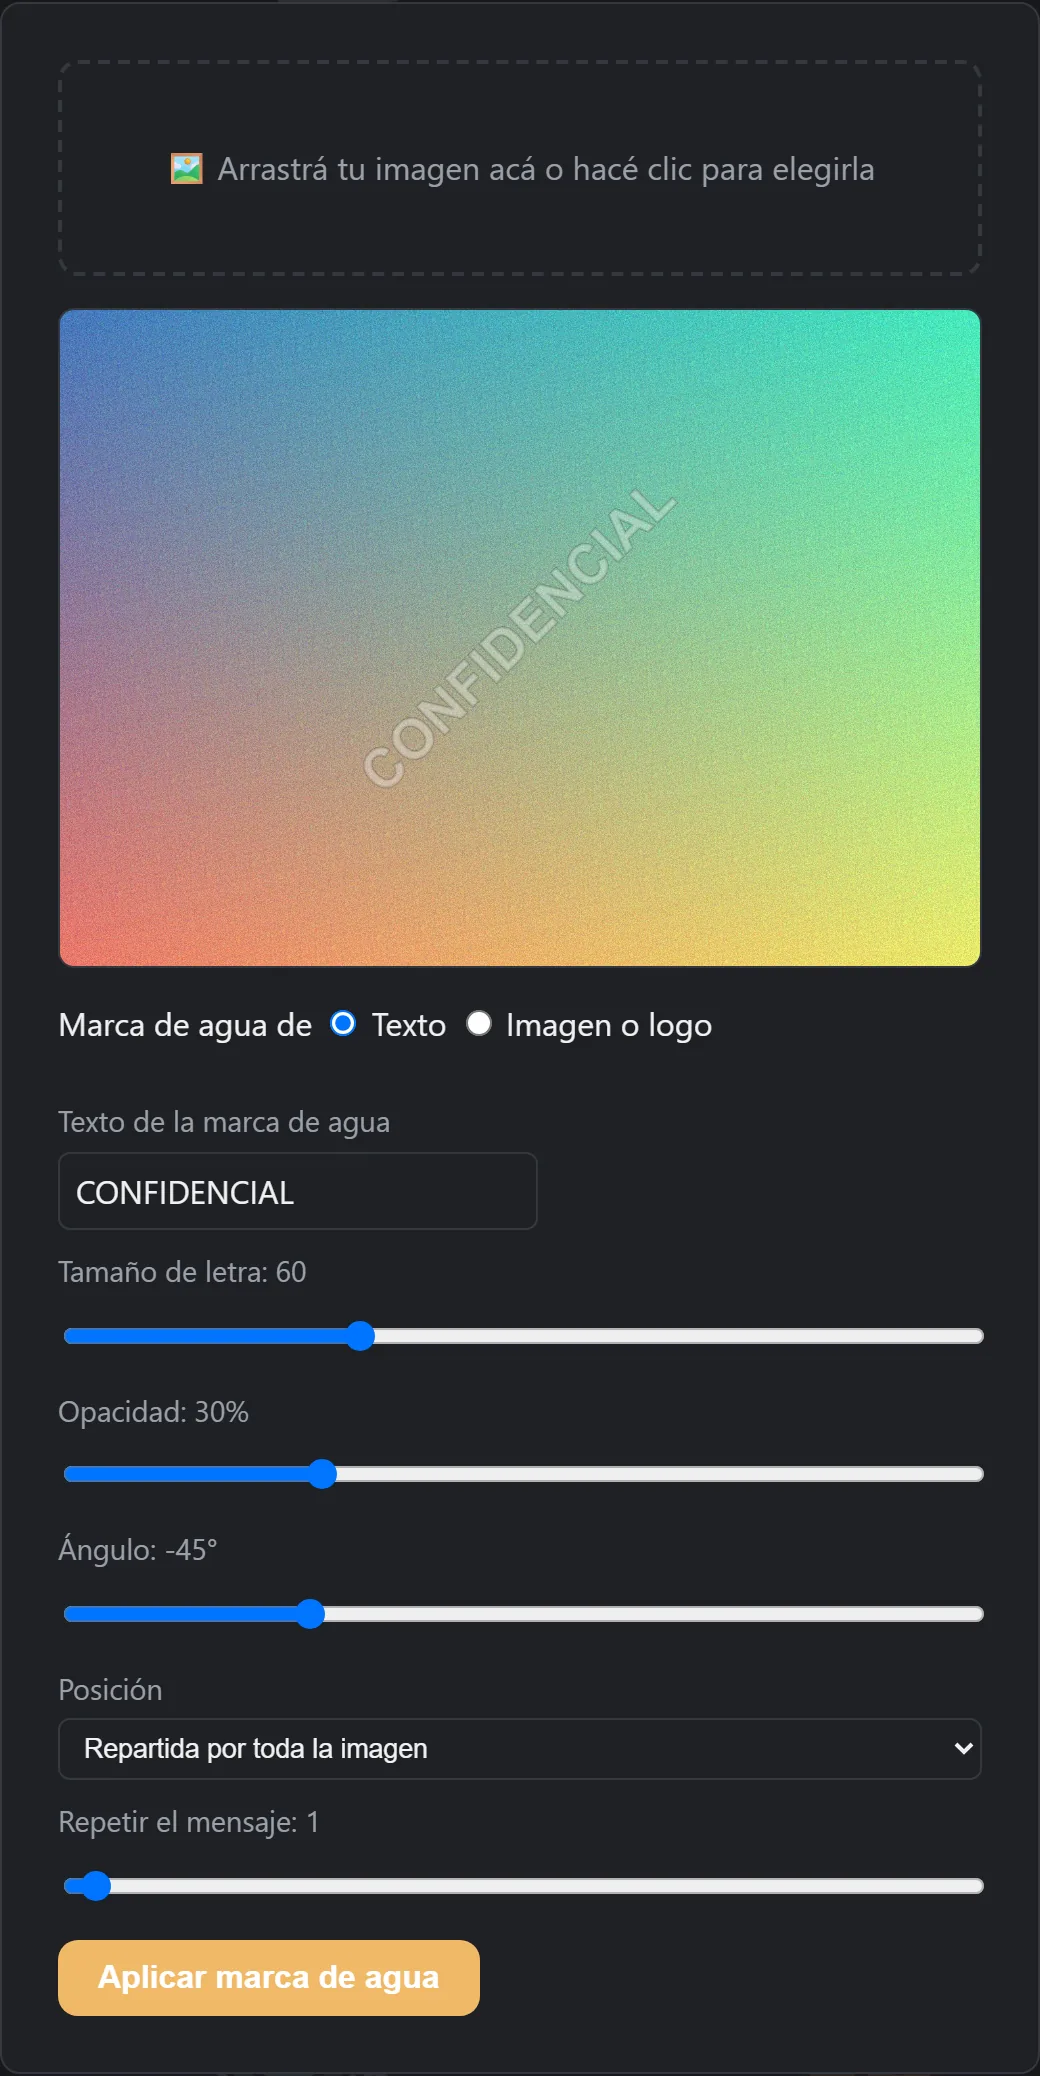 Arrastrá tu imagen acá o hacé clic para elegirla
CONFIDENCIAL
Marca de agua de Texto Imagen o logo
Texto de la marca de agua
CONFIDENCIAL
Tamaño de letra: 60
Opacidad: 30%
Ángulo: -45°
Posición
Repartida por toda la imagen
Repetir el mensaje: 1
Aplicar marca de agua